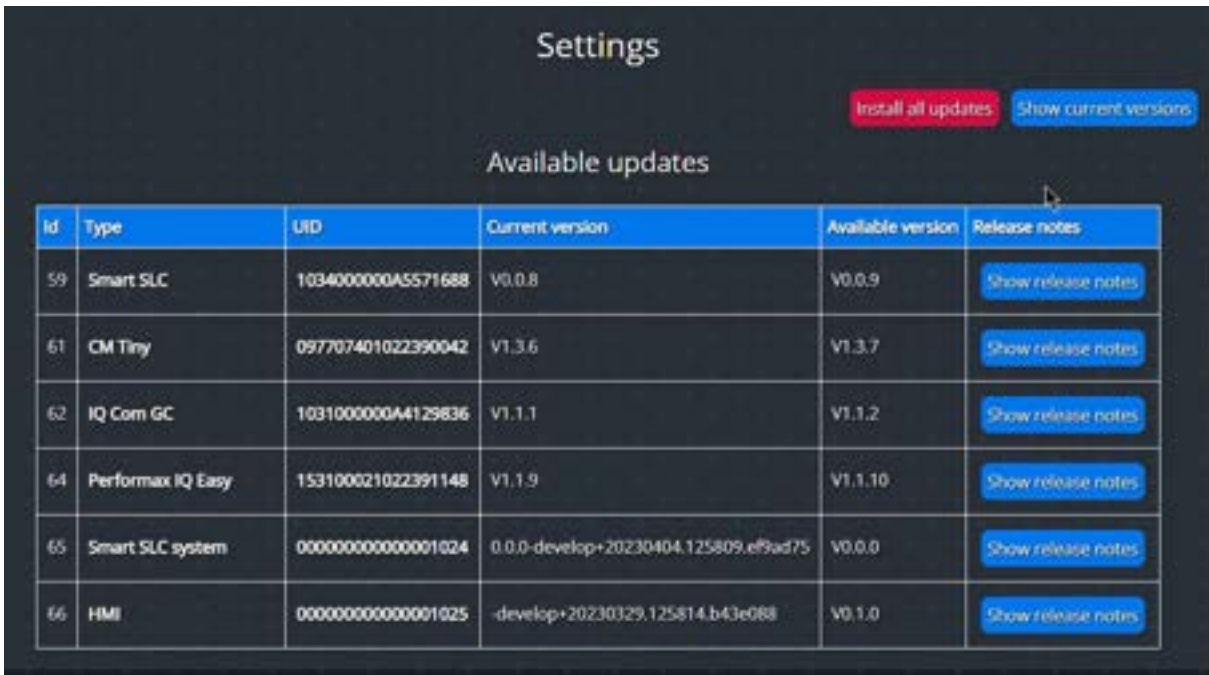 Settings
Install all updates Show current versions
Available updates
Id Type UID Current version Available version Release notes
59 Smart SLC 1034000000A5571688 V0.0.8 V0.0.9 Show release notes
61 CM Tiny 097707401022390042 V1.3.6 V1.3.7 Show release notes
62 IQ Com GC 1031000000A4129836 V1.1.1 V1.1.2 Show release notes
64 Performax IQ Easy 153100021022391148 V1.1.9 V1.1.10 Show release notes
65 Smart SLC system 000000000000001024 0.0.0-develop+20230404.125809.ef9ad75 V0.0.0 Show release notes
66 HMI 000000000000001025 -develop+20230329.125814.b43e088 V0.1.0 Show release notes